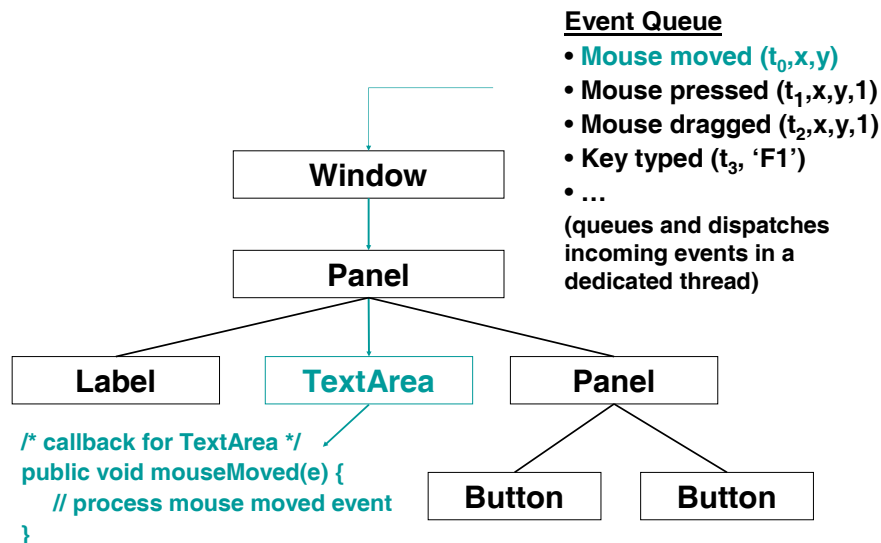 Event Queue
• Mouse moved (t₀,x,y)
• Mouse pressed (t₁,x,y,1)
• Mouse dragged (t₂,x,y,1)
• Key typed (t₃, ‘F1’)
• ...
(queues and dispatches
incoming events in a
dedicated thread)
Window
Panel
Label
TextArea
Panel
/* callback for TextArea */
public void mouseMoved(e) {
// process mouse moved event
}
Button
Button